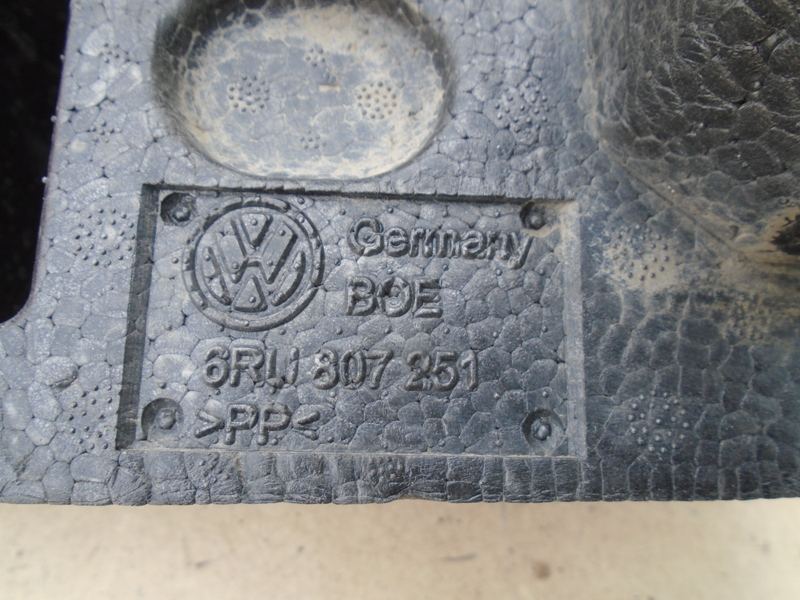 Germany
BOE
6RU 807 251
>PP<